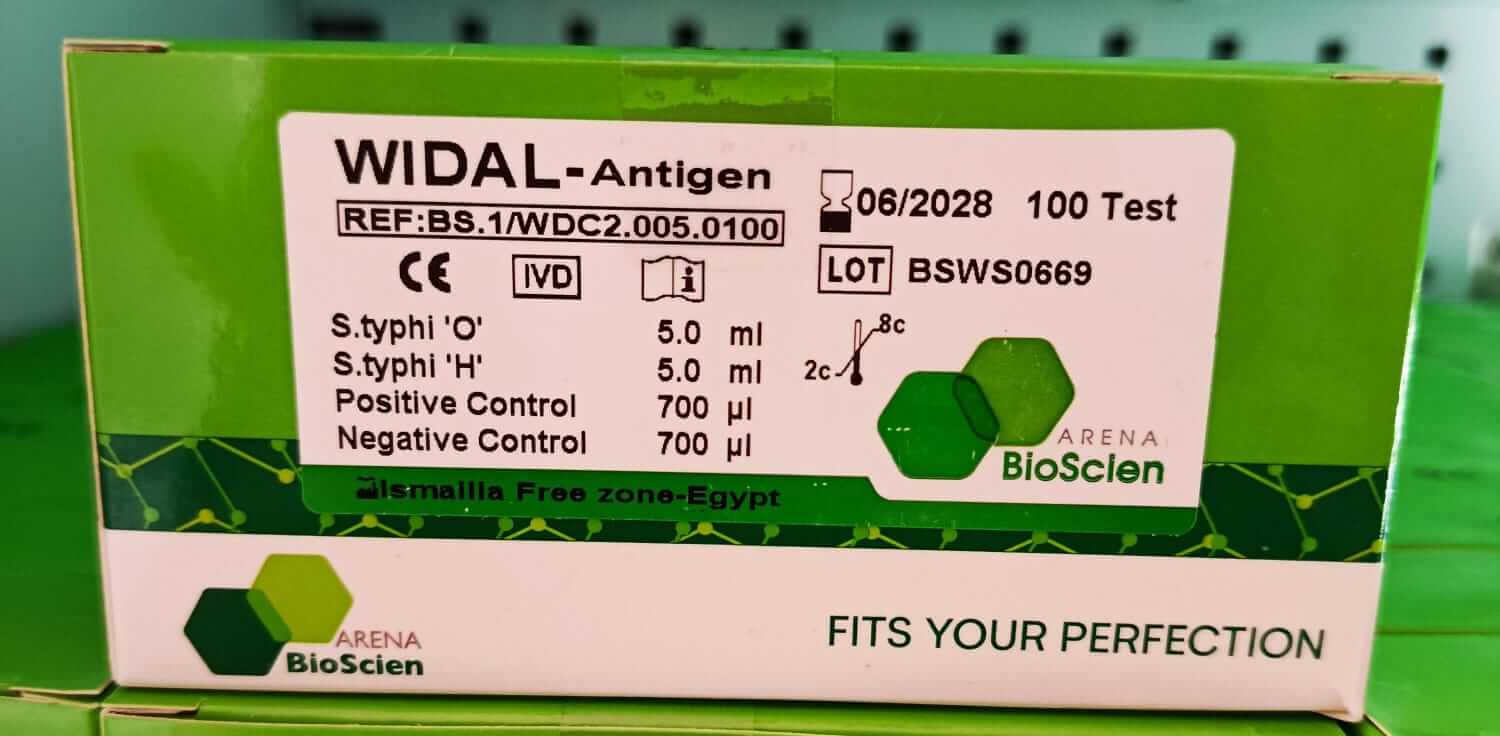 WIDAL-Antigen
REF:BS.1/WDC2.005.0100
06/2028 100 Test
CE IVD i
LOT BSWS0669
S.typhi 'O' 5.0 ml
S.typhi 'H' 5.0 ml
Positive Control 700 µl
Negative Control 700 µl
8c
2c
ARENA
BioScien
Ismailia Free zone-Egypt
ARENA
BioScien
FITS YOUR PERFECTION